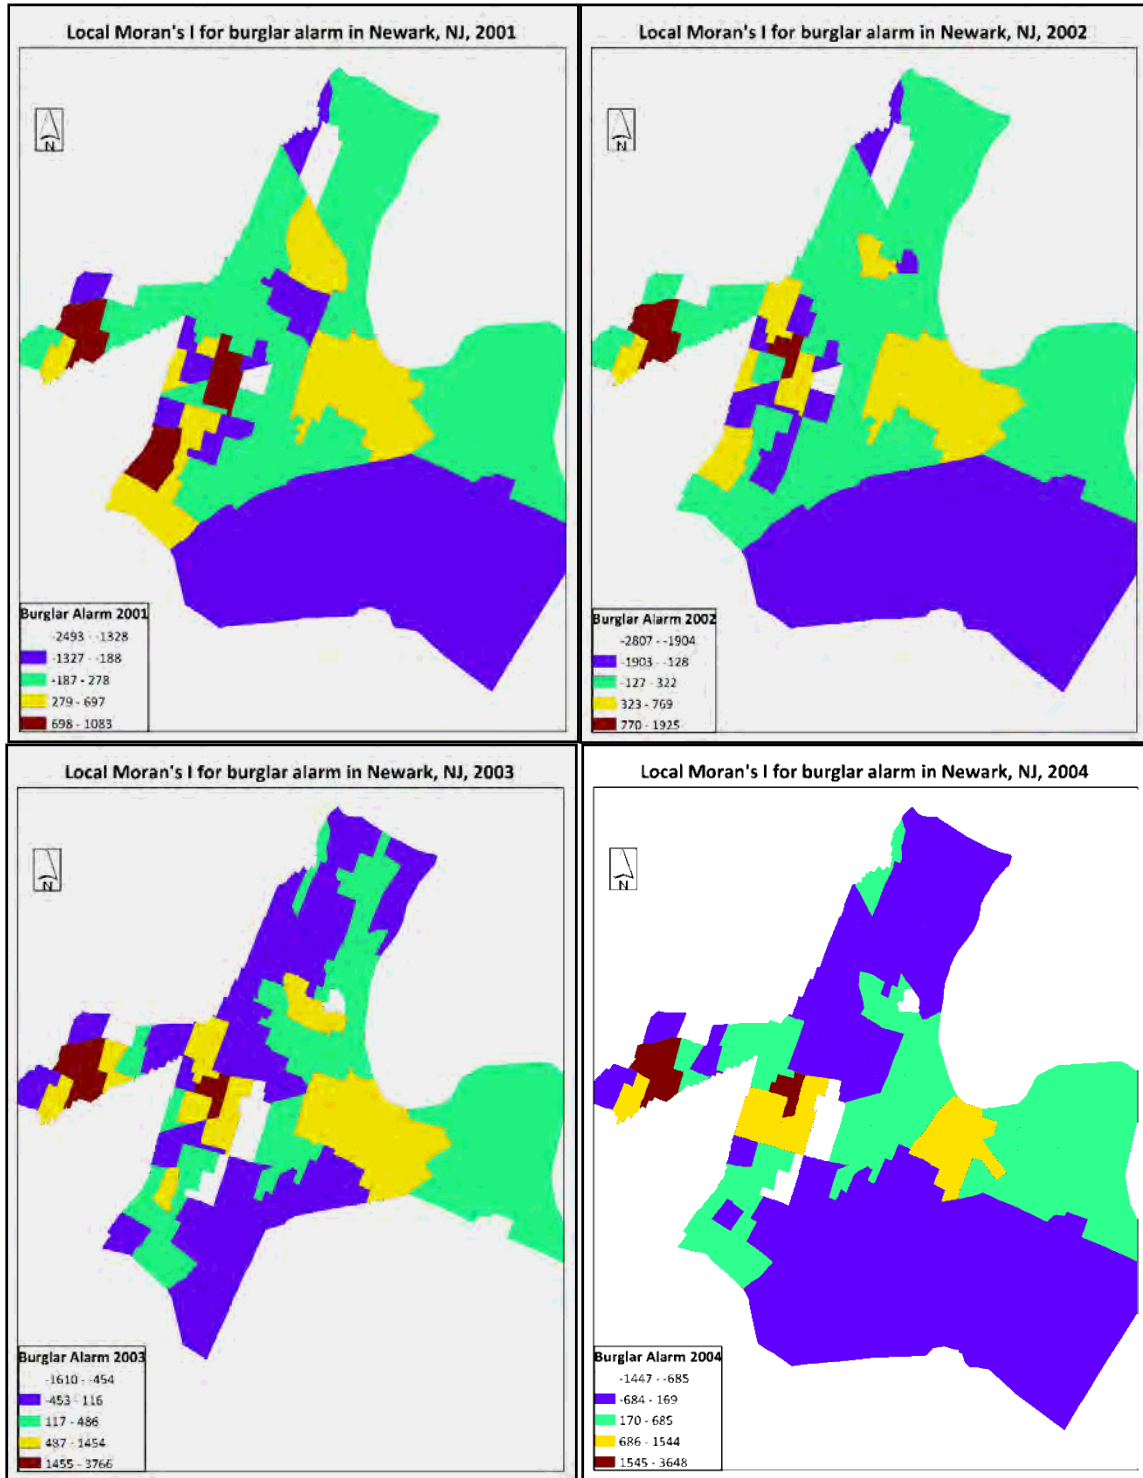 Local Moran's I for burglar alarm in Newark, NJ, 2001
N
Burglar Alarm 2001
-2493 - -1328
-1327 - -188
-187 - 278
279 - 697
698 - 1083
Local Moran's I for burglar alarm in Newark, NJ, 2002
N
Burglar Alarm 2002
-2807 - -1904
-1903 - -128
-127 - 322
323 - 769
770 - 1925
Local Moran's I for burglar alarm in Newark, NJ, 2003
N
Burglar Alarm 2003
-1610 - -454
-453 - 116
117 - 486
487 - 1454
1455 - 3766
Local Moran's I for burglar alarm in Newark, NJ, 2004
N
Burglar Alarm 2004
-1447 - -685
-684 - 169
170 - 685
686 - 1544
1545 - 3648